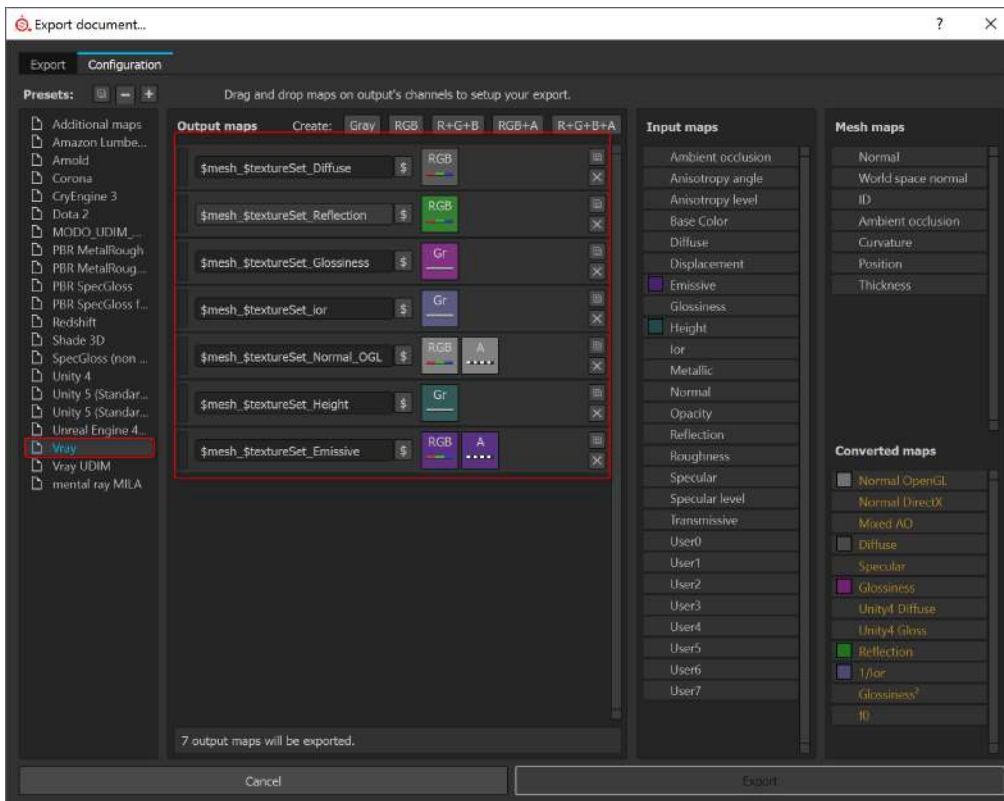 Export document...
? ✕
Export Configuration
Presets: − +
Drag and drop maps on output's channels to setup your export.
Additional maps
Amazon Lumbe...
Arnold
Corona
CryEngine 3
Dota 2
MODO_UDIM_...
PBR MetalRough
PBR MetalRoug...
PBR SpecGloss
PBR SpecGloss f...
Redshift
Shade 3D
SpecGloss (non ...
Unity 4
Unity 5 (Standar...
Unity 5 (Standar...
Unreal Engine 4...
Vray
Vray UDIM
mental ray MILA
Output maps Create: Gray RGB R+G+B RGB+A R+G+B+A
$mesh_$textureSet_Diffuse $ RGB
$mesh_$textureSet_Reflection $ RGB
$mesh_$textureSet_Glossiness $ Gr
$mesh_$textureSet_ior $ Gr
$mesh_$textureSet_Normal_OGL $ RGB A
$mesh_$textureSet_Height $ Gr
$mesh_$textureSet_Emissive $ RGB A
7 output maps will be exported.
Input maps
Ambient occlusion
Anisotropy angle
Anisotropy level
Base Color
Diffuse
Displacement
Emissive
Glossiness
Height
Ior
Metallic
Normal
Opacity
Reflection
Roughness
Specular
Specular level
Transmissive
User0
User1
User2
User3
User4
User5
User6
User7
Mesh maps
Normal
World space normal
ID
Ambient occlusion
Curvature
Position
Thickness
Converted maps
Normal OpenGL
Normal DirectX
Mixed AO
Diffuse
Specular
Glossiness
Unity4 Diffuse
Unity4 Gloss
Reflection
1/ior
Glossiness²
f0
Cancel
Export